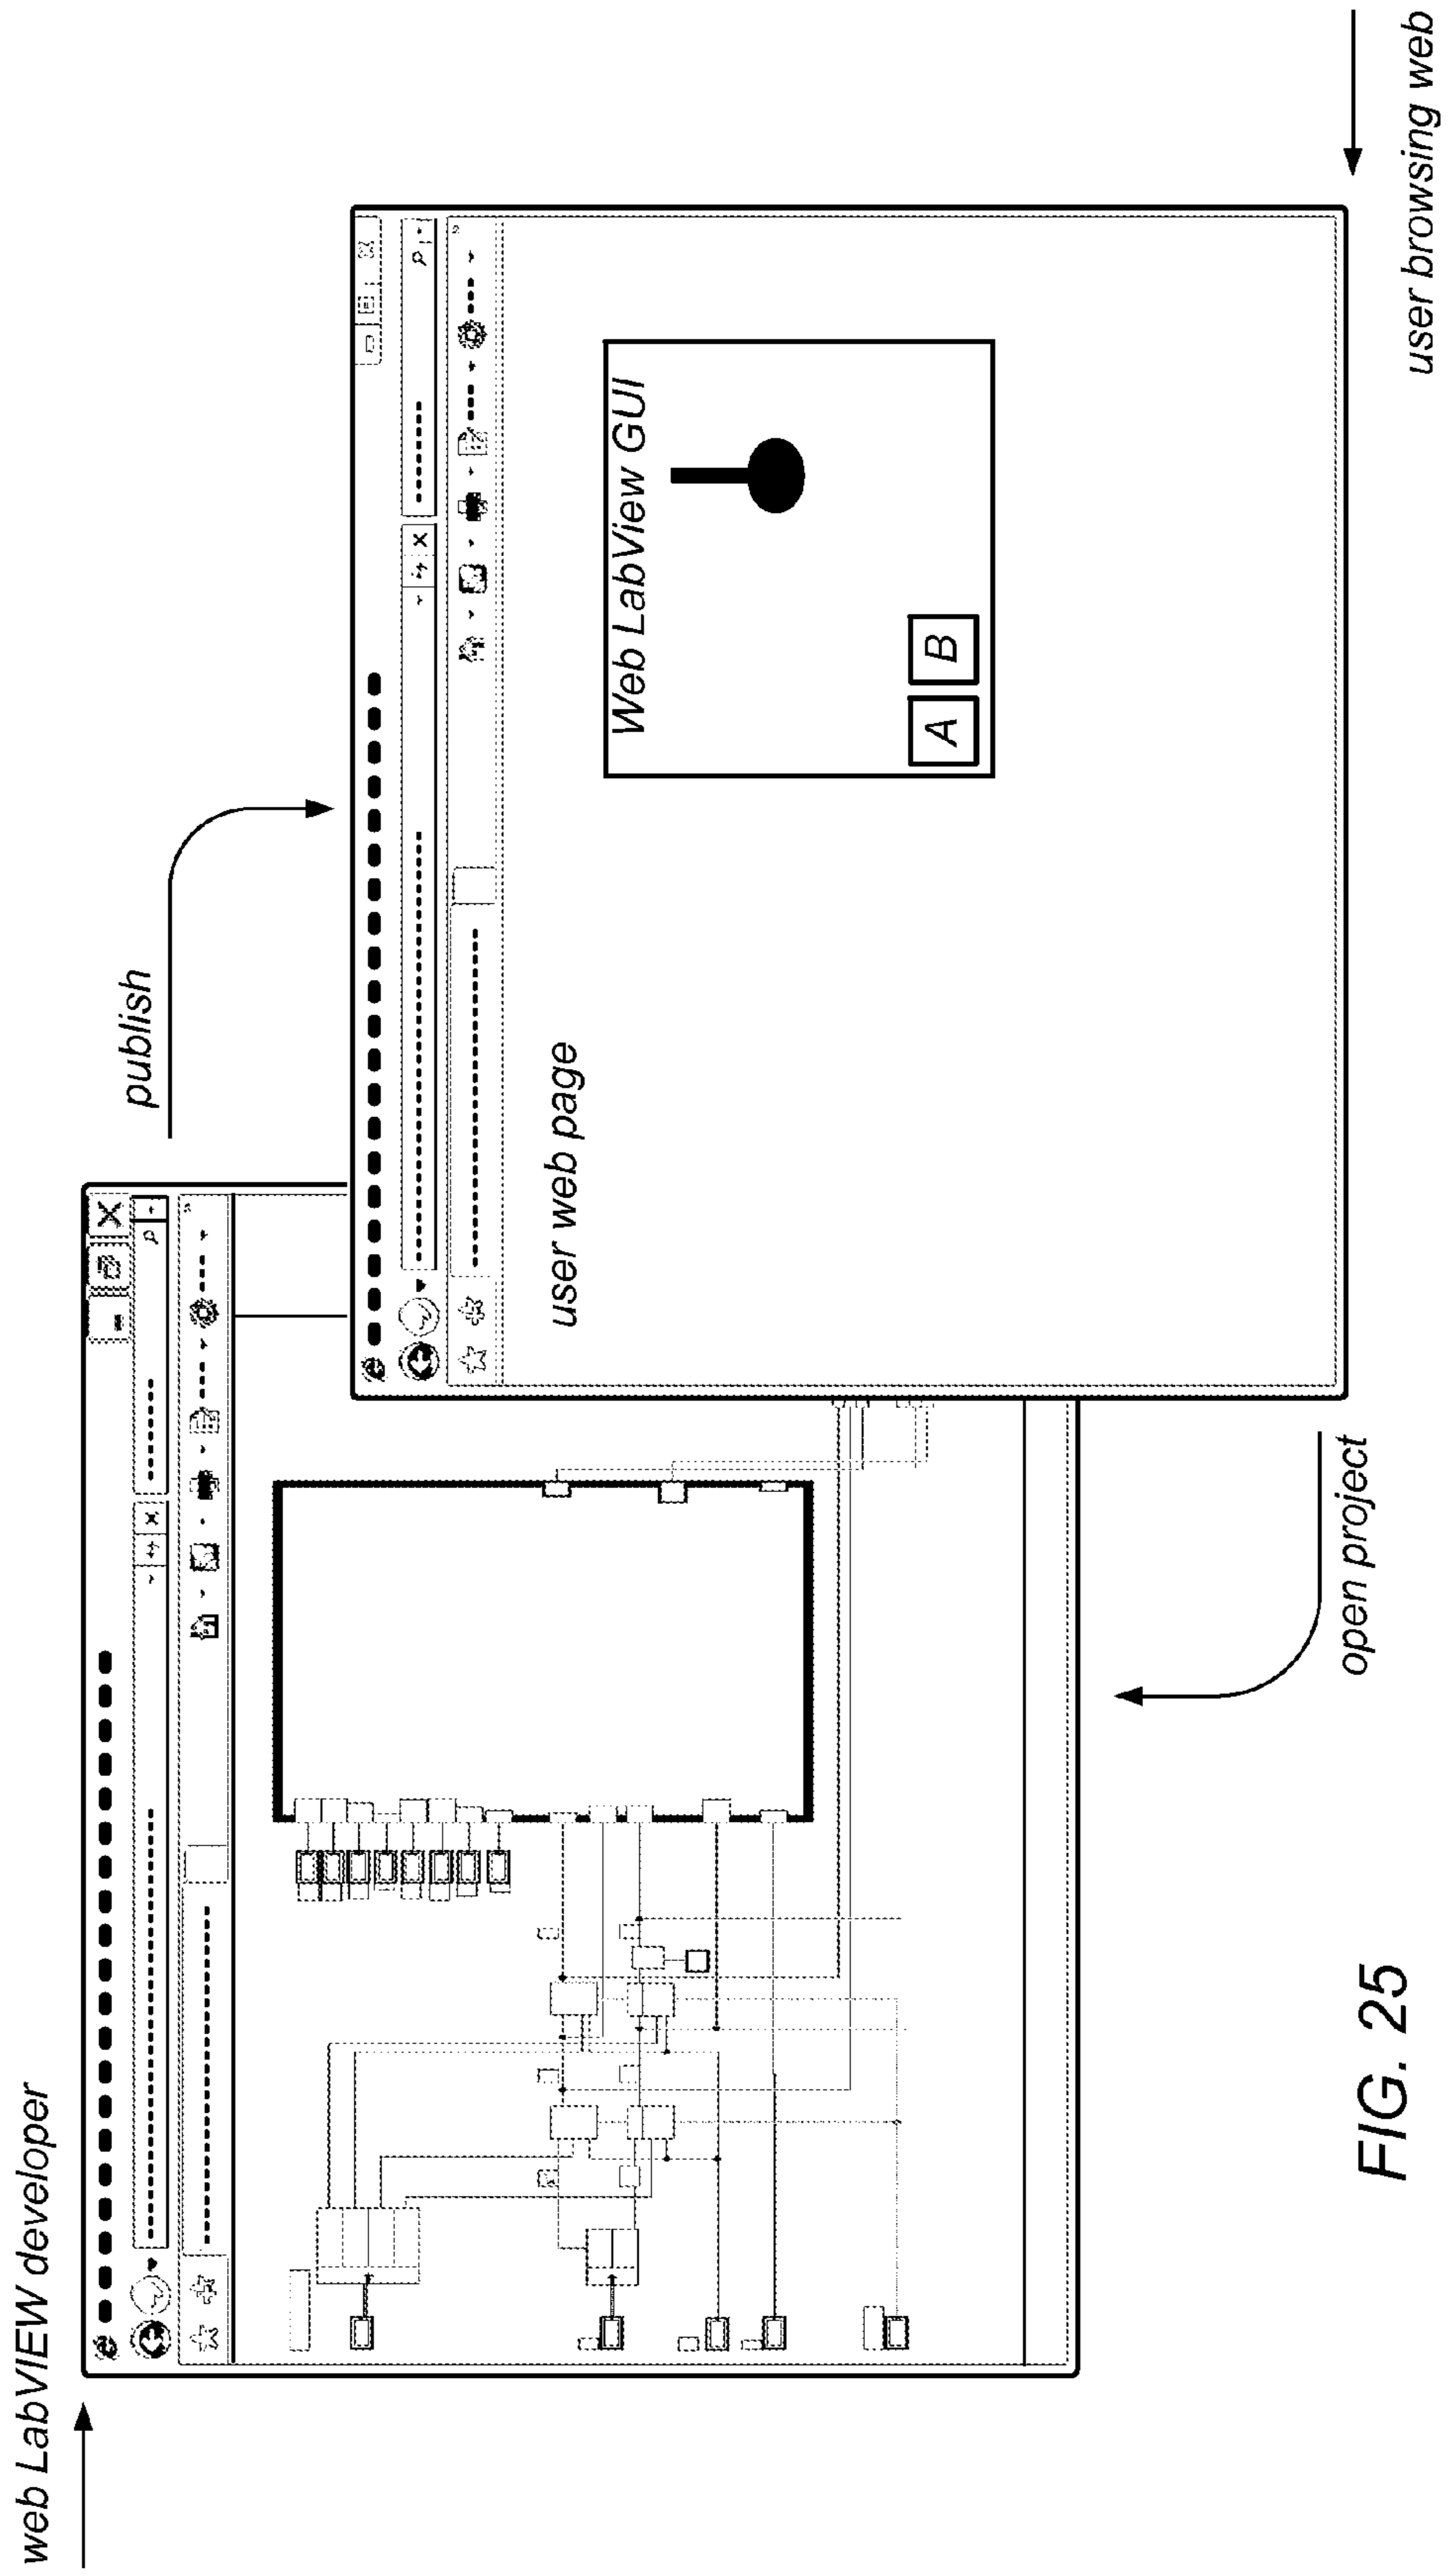 web LabVIEW developer
publish
user web page
Web LabView GUI
A B
open project
user browsing web
FIG. 25